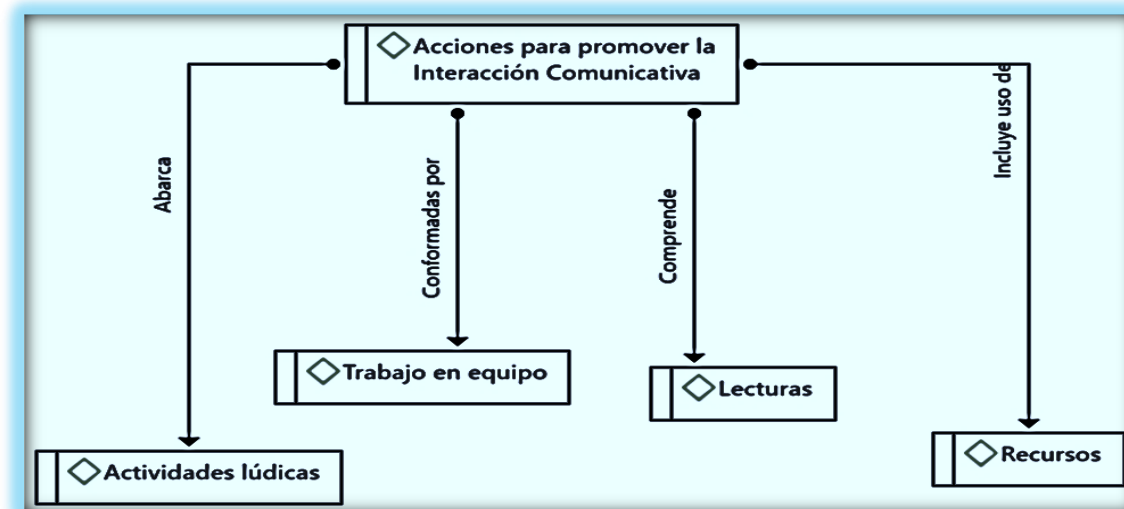 Acciones para promover la
Interacción Comunicativa
Abarca
Conformadas por
Comprende
Incluye uso de
Trabajo en equipo
Lecturas
Actividades lúdicas
Recursos